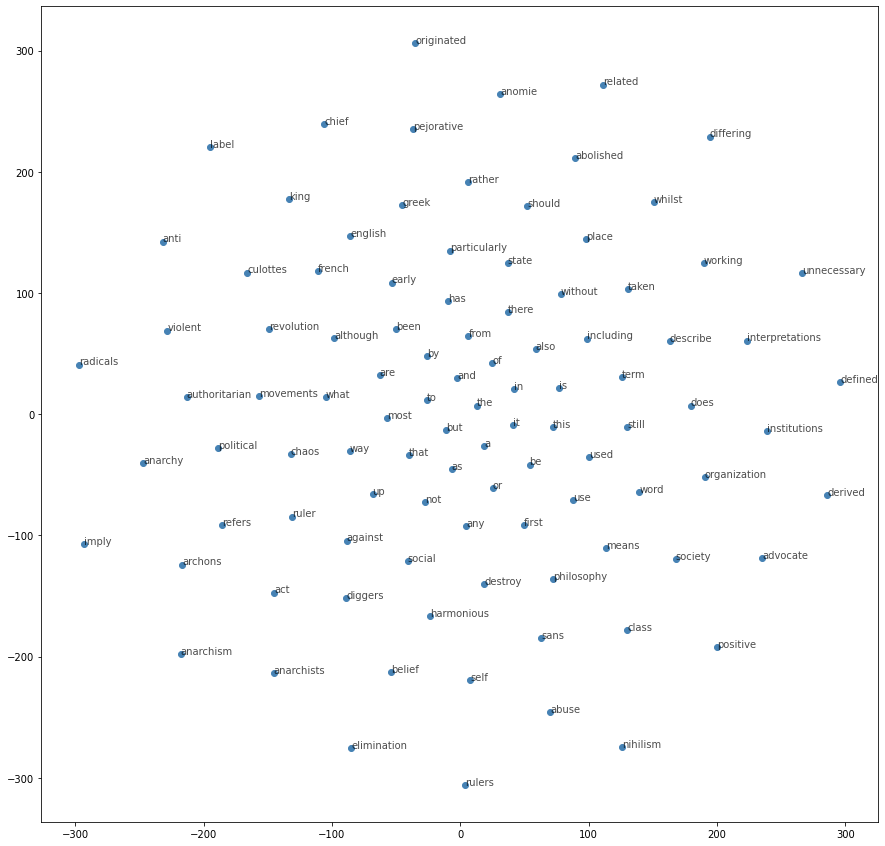 originated
300
related
anomie
chief
pejorative
differing
label
abolished
200
rather
king
greek
should
whilst
english
place
anti
particularly
state
working
culottes
french
unnecessary
early
without
taken
100
has
there
violent
revolution
although
been
from
including
describe
interpretations
also
by
radicals
of
are
and
term
defined
in
is
authoritarian
movements
what
to
the
does
0
most
it
this
still
institutions
but
a
political
chaos
way
that
used
anarchy
as
be
organization
up
or
word
derived
not
use
ruler
refers
any
first
-100
against
imply
means
social
society
advocate
archons
philosophy
destroy
act
diggers
harmonious
class
sans
positive
anarchism
-200
anarchists
belief
self
abuse
elimination
nihilism
-300
rulers
-300 -200 -100 0 100 200 300